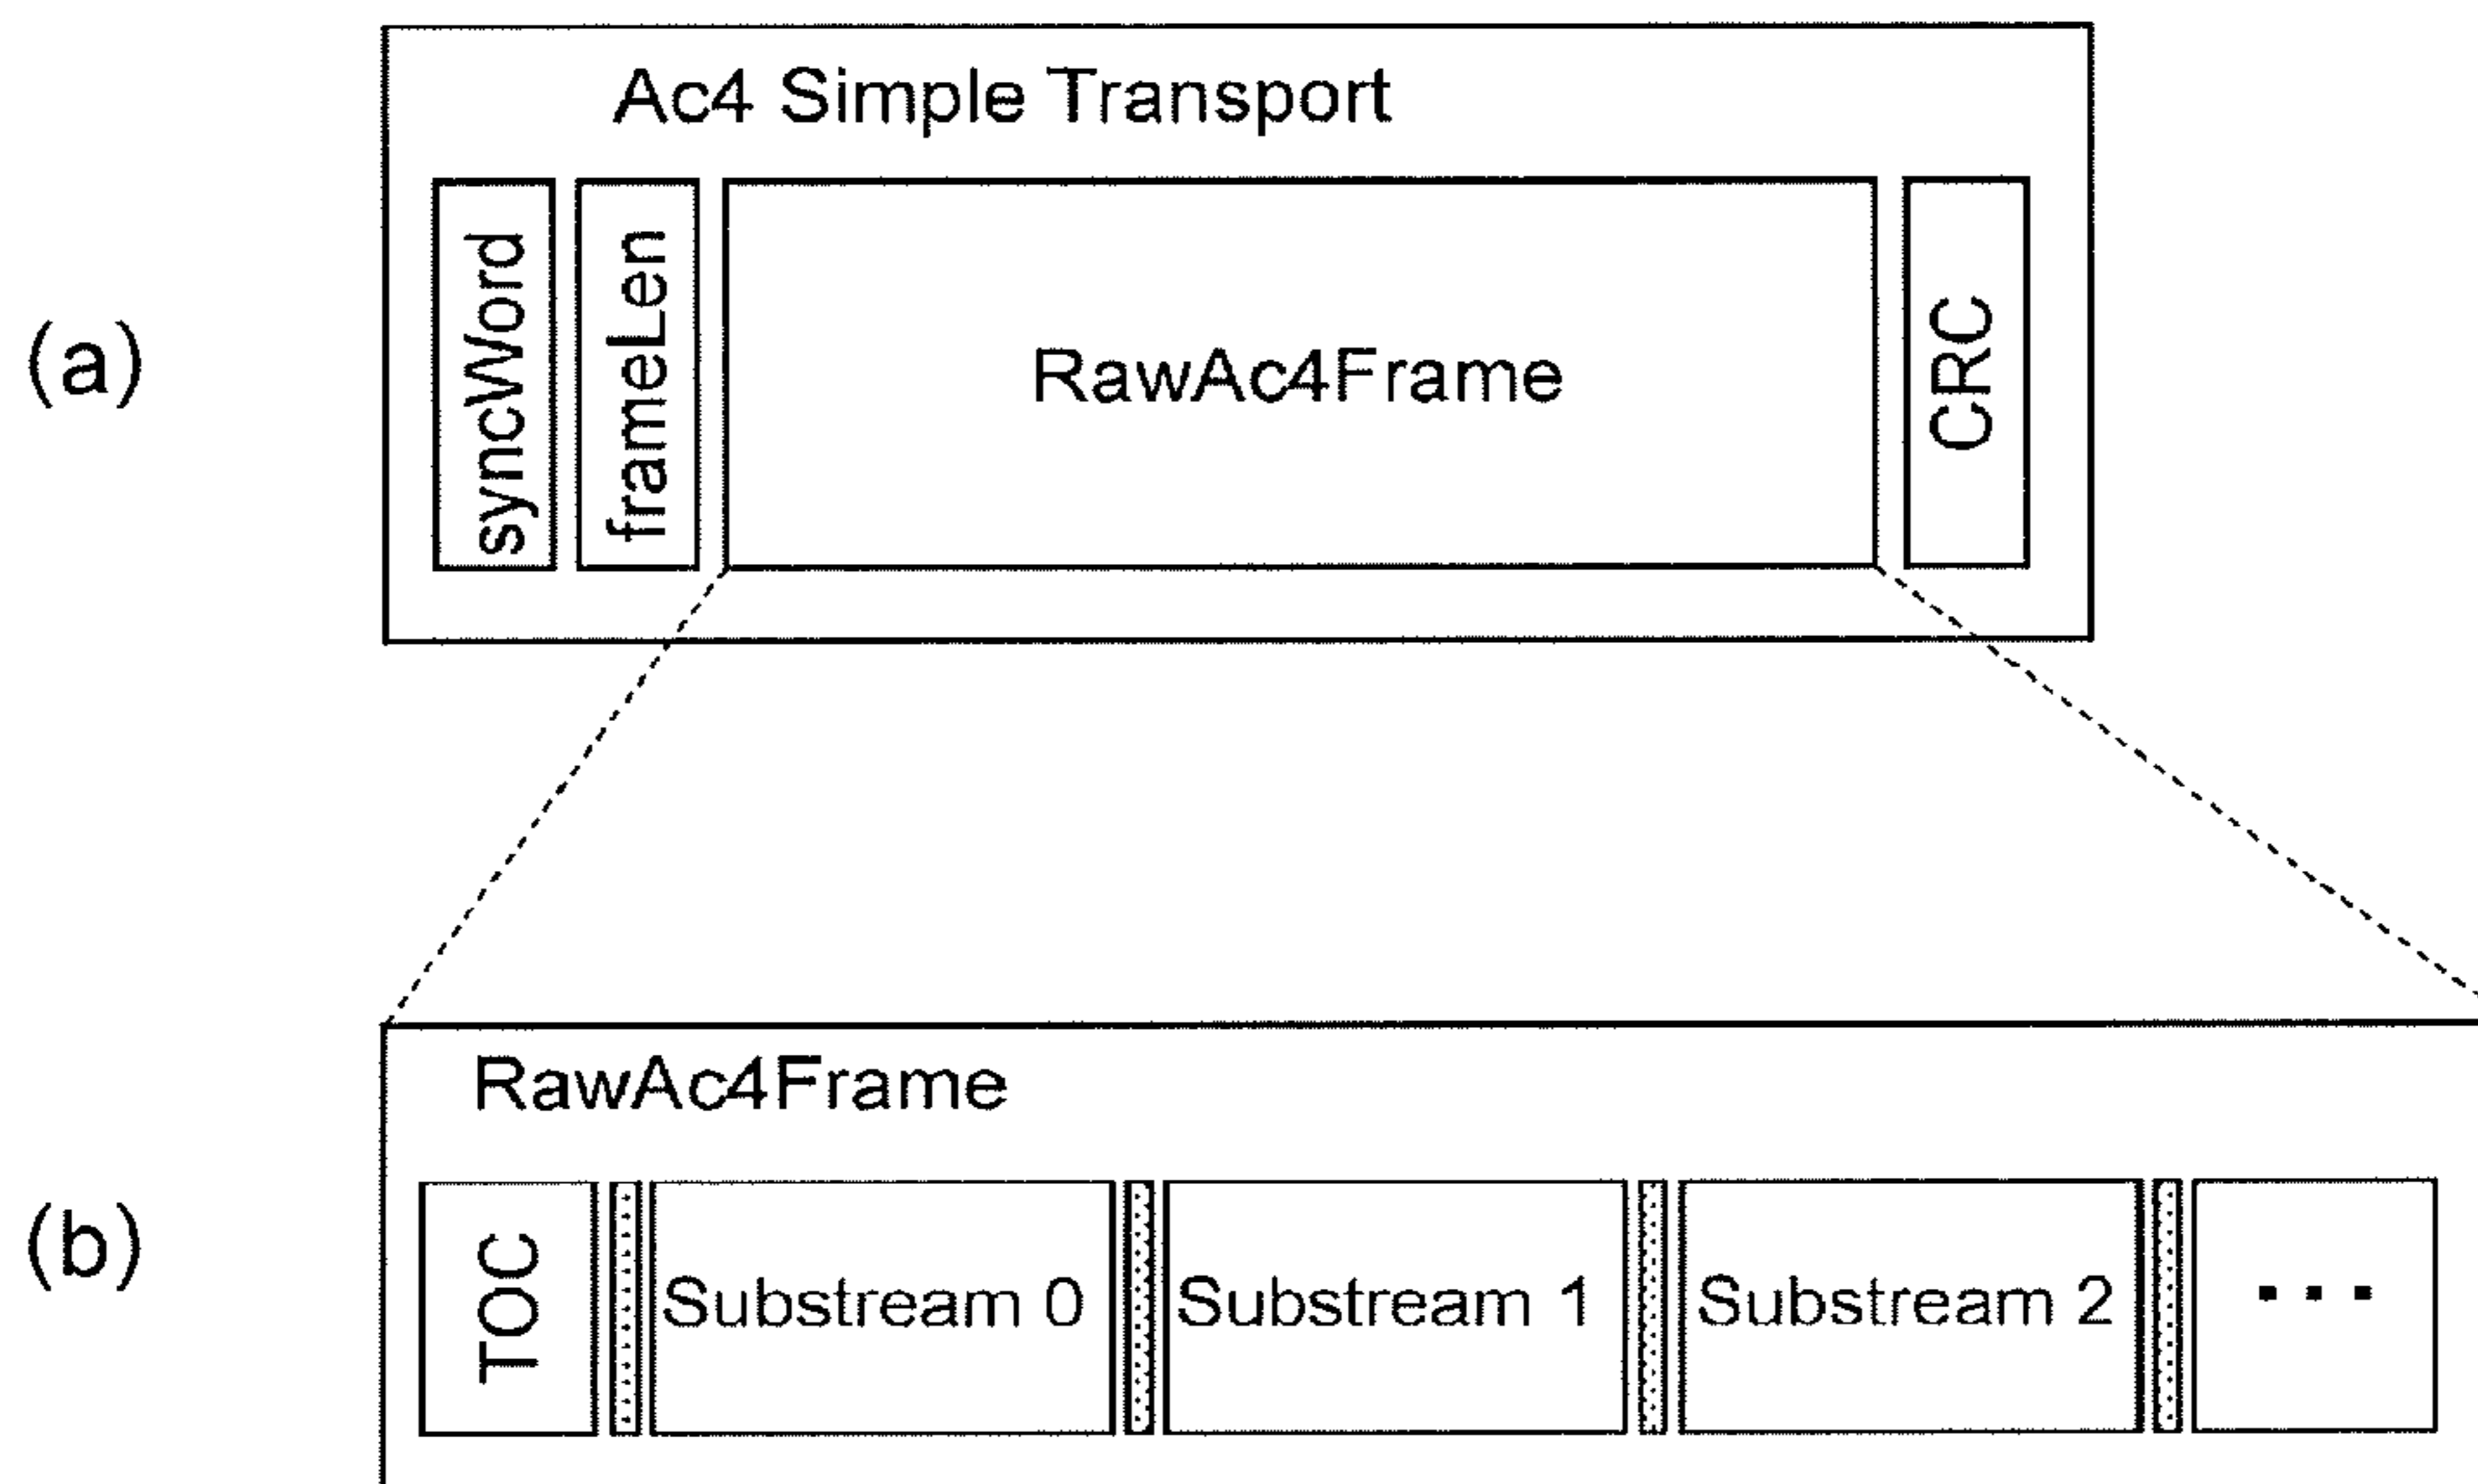 (a)
Ac4 Simple Transport
syncWord
frameLen
RawAc4Frame
CRC
(b)
RawAc4Frame
TOC
Substream 0
Substream 1
Substream 2
...